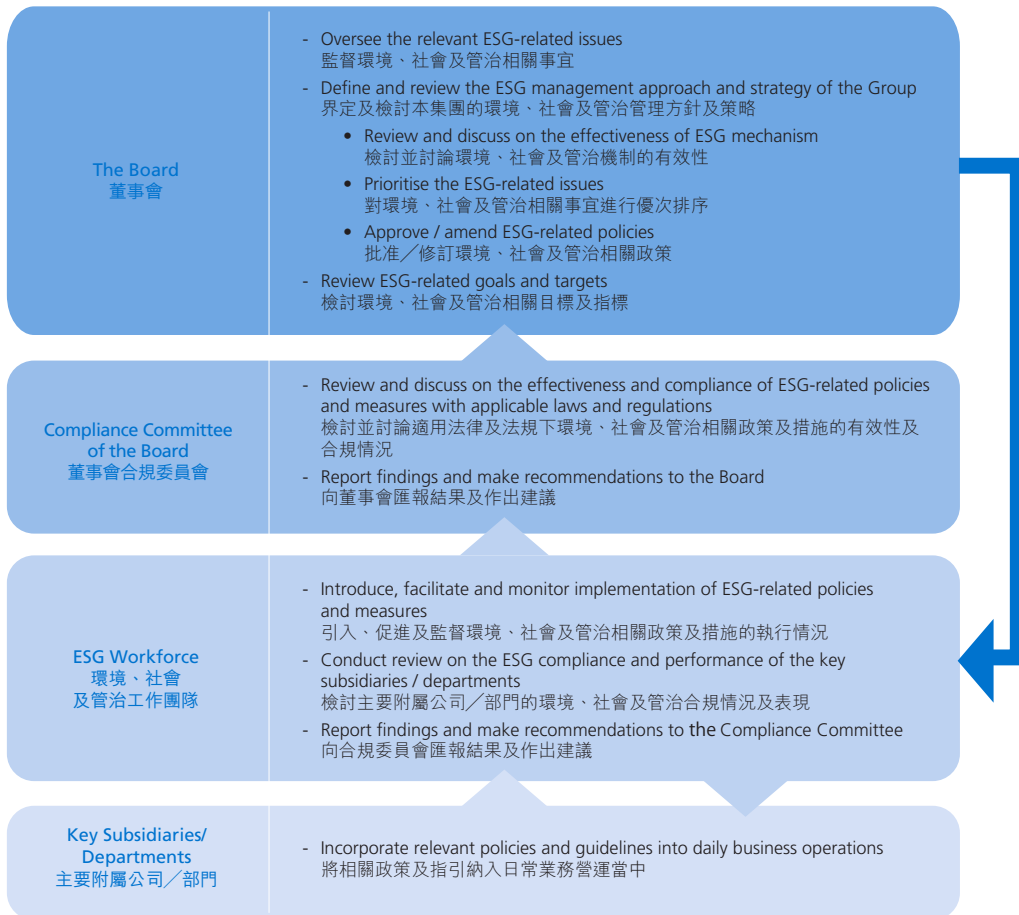 The Board
董事會
- Oversee the relevant ESG-related issues
監督環境、社會及管治相關事宜
- Define and review the ESG management approach and strategy of the Group
界定及檢討本集團的環境、社會及管治管理方針及策略
• Review and discuss on the effectiveness of ESG mechanism
檢討並討論環境、社會及管治機制的有效性
• Prioritise the ESG-related issues
對環境、社會及管治相關事宜進行優次排序
• Approve / amend ESG-related policies
批准／修訂環境、社會及管治相關政策
- Review ESG-related goals and targets
檢討環境、社會及管治相關目標及指標
Compliance Committee
of the Board
董事會合規委員會
- Review and discuss on the effectiveness and compliance of ESG-related policies
and measures with applicable laws and regulations
檢討並討論適用法律及法規下環境、社會及管治相關政策及措施的有效性及
合規情況
- Report findings and make recommendations to the Board
向董事會匯報結果及作出建議
ESG Workforce
環境、社會
及管治工作團隊
- Introduce, facilitate and monitor implementation of ESG-related policies
and measures
引入、促進及監督環境、社會及管治相關政策及措施的執行情況
- Conduct review on the ESG compliance and performance of the key
subsidiaries / departments
檢討主要附屬公司／部門的環境、社會及管治合規情況及表現
- Report findings and make recommendations to the Compliance Committee
向合規委員會匯報結果及作出建議
Key Subsidiaries/
Departments
主要附屬公司／部門
- Incorporate relevant policies and guidelines into daily business operations
將相關政策及指引納入日常業務營運當中